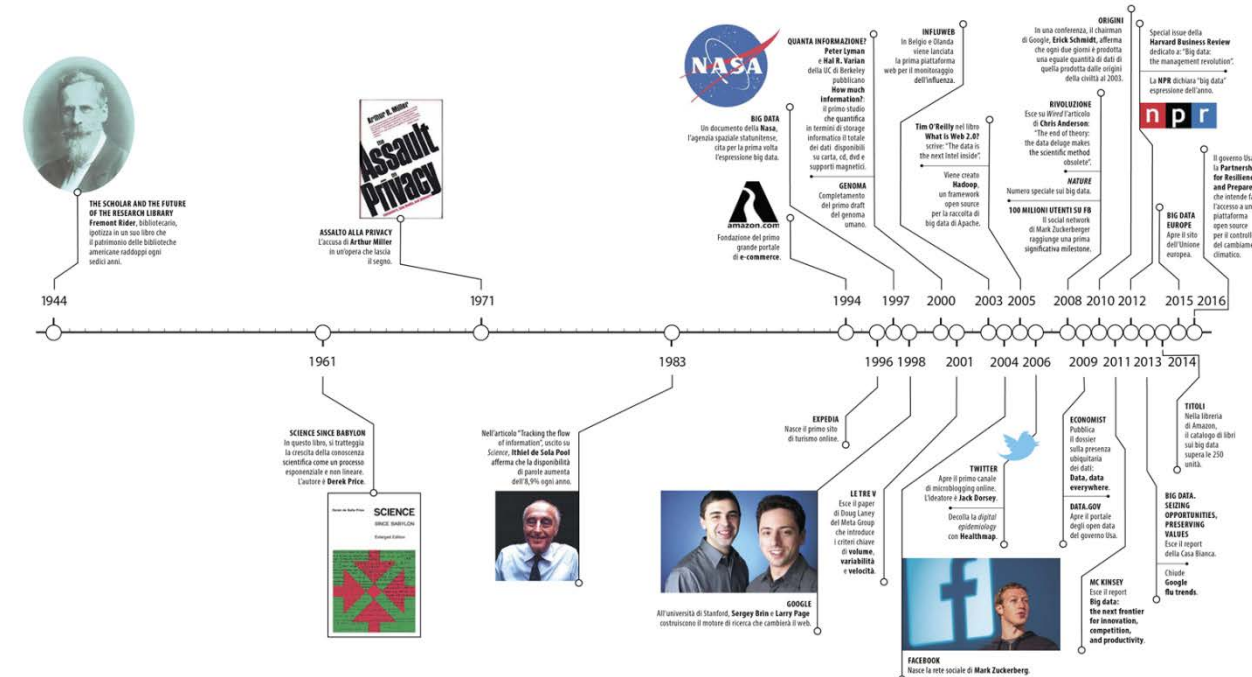 THE SCHOLAR AND THE FUTURE
OF THE RESEARCH LIBRARY
Fremont Rider, bibliotecario,
ipotizza in un suo libro che
il patrimonio delle biblioteche
americane raddoppi ogni
sedici anni.
1944
Arthur R. Miller
The
Assault
on
Privacy
ASSALTO ALLA PRIVACY
L'accusa di Arthur Miller
in un'opera che lascia
il segno.
1971
NASA
BIG DATA
Un documento della Nasa,
l'agenzia spaziale statunitense,
cita per la prima volta
l'espressione big data.
amazon.com
Fondazione del primo
grande portale
di e-commerce.
1994
QUANTA INFORMAZIONE?
Peter Lyman
e Hal R. Varian
della UC di Berkeley
pubblicano
How much
information?:
il primo studio
che quantifica
in termini di storage
informatico il totale
dei dati disponibili
su carta, cd, dvd e
supporti magnetici.
GENOMA
Completamento
del primo draft
del genoma
umano.
1997
2000
INFLUWEB
In Belgio e Olanda
viene lanciata
la prima piattaforma
web per il monitoraggio
dell'influenza.
Tim O'Reilly nel libro
What is Web 2.0?
scrive: "The data is
the next Intel inside".
Viene creato
Hadoop,
un framework
open source
per la raccolta di
big data di Apache.
2003
2005
ORIGINI
In una conferenza, il chairman
di Google, Erick Schmidt, afferma
che ogni due giorni è prodotta
una eguale quantità di dati di
quella prodotta dalle origini
della civiltà al 2003.
RIVOLUZIONE
Esce su Wired l'articolo
di Chris Anderson:
"The end of theory:
the data deluge makes
the scientific method
obsolete".
NATURE
Numero speciale sui big data.
100 MILIONI UTENTI SU FB
Il social network
di Mark Zuckerberger
raggiunge una prima
significativa milestone.
2008
2010
2012
Special issue della
Harvard Business Review
dedicato a: "Big data:
the management revolution".
La NPR dichiara "big data"
espressione dell'anno.
npr
BIG DATA
EUROPE
Apre il sito
dell'Unione
europea.
2015
Il governo Usa
la Partnersh
for Resilienc
and Prepare
che intende fa
l'accesso a un
piattaforma
open source
per il controll
del cambiame
climatico.
2016
1961
SCIENCE SINCE BABYLON
In questo libro, si tratteggia
la crescita della conoscenza
scientifica come un processo
esponenziale e non lineare.
L'autore è Derek Price.
SCIENCE
SINCE BABYLON
Enlarged Edition
1983
Nell'articolo "Tracking the flow
of information", uscito su
Science, Ithiel de Sola Pool
afferma che la disponibilità
di parole aumenta
dell'8,9% ogni anno.
1996
EXPEDIA
Nasce il primo sito
di turismo online.
1998
GOOGLE
All'università di Stanford, Sergey Brin e Larry Page
costruiscono il motore di ricerca che cambierà il web.
2001
LE TRE V
Esce il paper
di Doug Laney
del Meta Group
che introduce
i criteri chiave
di volume,
variabilità
e velocità.
2004
FACEBOOK
Nasce la rete sociale di Mark Zuckerberg.
2006
TWITTER
Apre il primo canale
di microblogging online.
L'ideatore è Jack Dorsey.
Decolla la digital
epidemiology
con Healthmap.
2009
ECONOMIST
Pubblica
il dossier
sulla presenza
ubiquitaria
dei dati:
Data, data
everywhere.
DATA.GOV
Apre il portale
degli open data
del governo Usa.
2011
MC KINSEY
Esce il report
Big data:
the next frontier
for innovation,
competition,
and productivity.
2013
BIG DATA.
SEIZING
OPPORTUNITIES,
PRESERVING
VALUES
Esce il report
della Casa Bianca.
Chiude
Google
flu trends.
2014
TITOLI
Nella libreria
di Amazon,
il catalogo di libri
sui big data
supera le 250
unità.